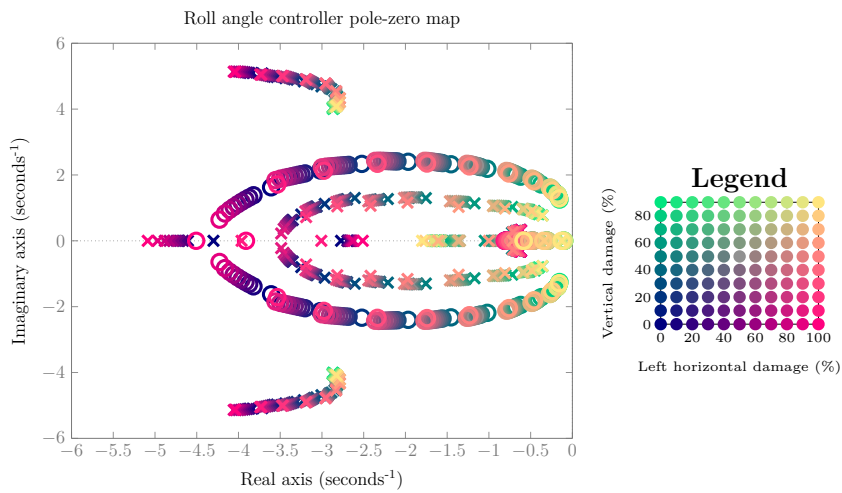 Roll angle controller pole-zero map
6
4
2
0
−2
−4
−6
−6 −5.5 −5 −4.5 −4 −3.5 −3 −2.5 −2 −1.5 −1 −0.5 0
Real axis (seconds-1)
Imaginary axis (seconds-1)
Legend
80
60
40
20
0
0 20 40 60 80 100
Left horizontal damage (%)
Vertical damage (%)